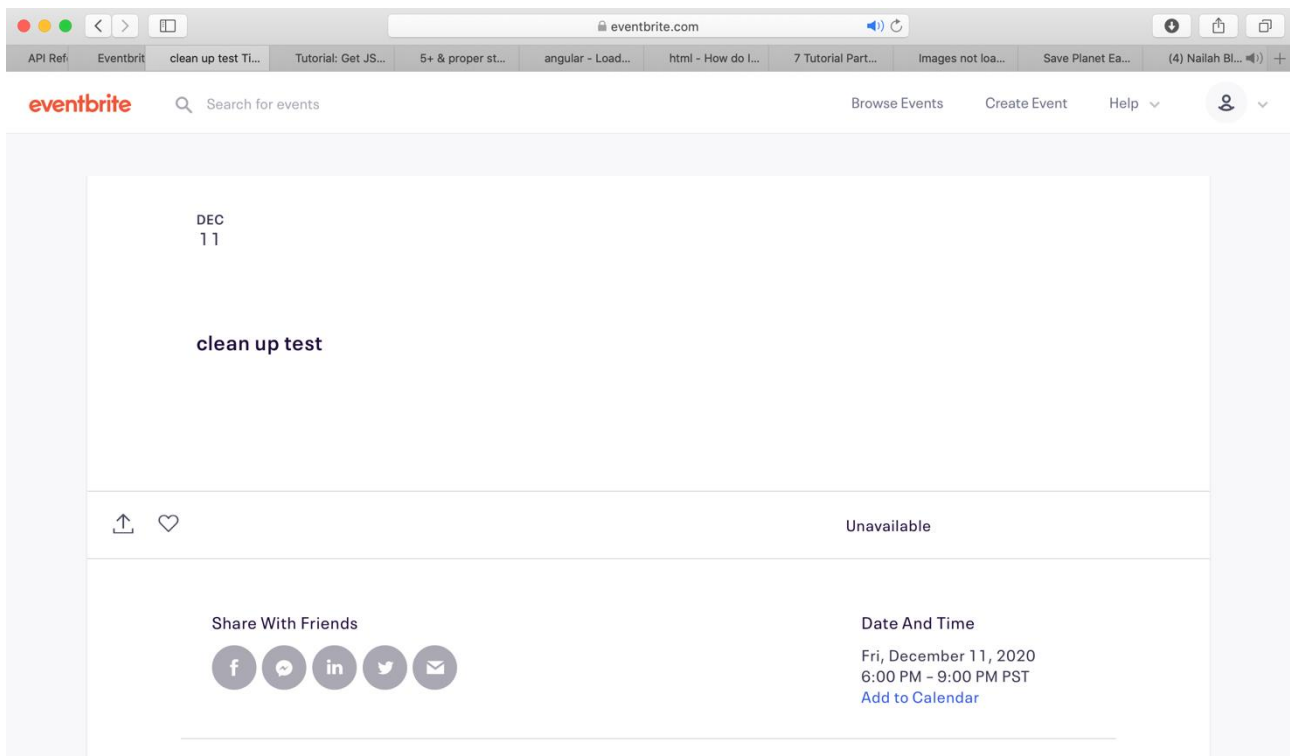 eventbrite.com
API Ref
Eventbrit
clean up test Ti...
Tutorial: Get JS...
5+ & proper st...
angular - Load...
html - How do I...
7 Tutorial Part...
Images not loa...
Save Planet Ea...
(4) Nailah Bl...
eventbrite
Search for events
Browse Events
Create Event
Help
DEC
11
clean up test
Unavailable
Share With Friends
Date And Time
Fri, December 11, 2020
6:00 PM – 9:00 PM PST
Add to Calendar